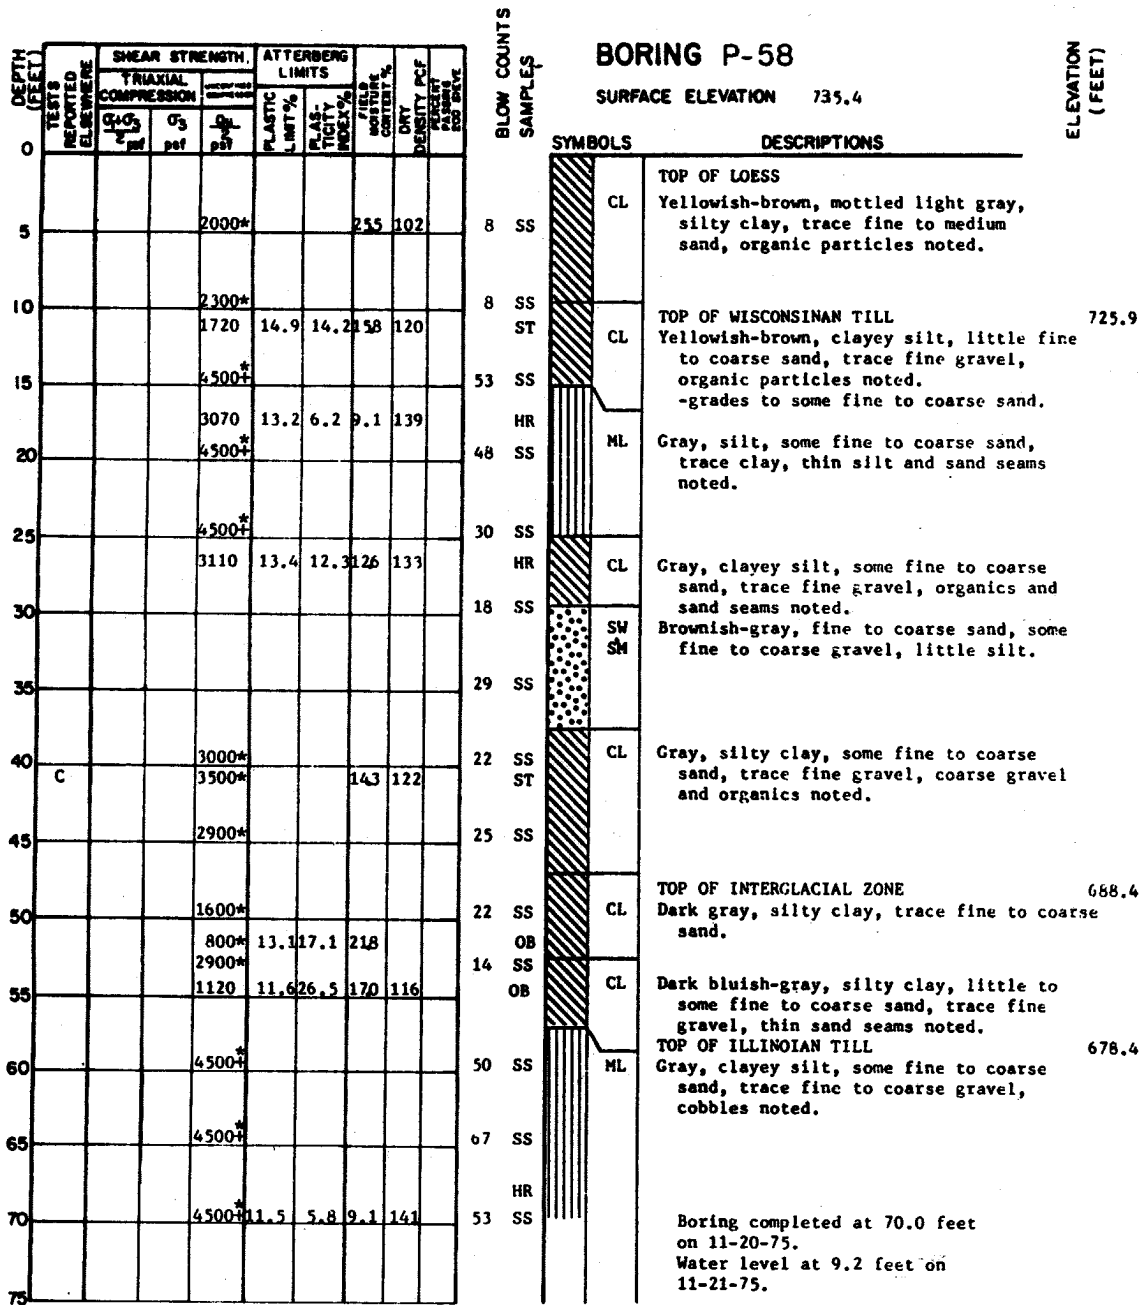 BORING P-58
SURFACE ELEVATION 735.4
ELEVATION (FEET)
DEPTH (FEET)
TESTS REPORTED ELSEWHERE
SHEAR STRENGTH.
TRIAXIAL COMPRESSION
psf
psf
psf
ATTERBERG LIMITS
PLASTIC LIMIT %
PLAS-TICITY INDEX %
FIELD MOISTURE CONTENT %
DRY DENSITY PCF
PERCENT PASSING 200 SIEVE
BLOW COUNTS
SAMPLES
SYMBOLS DESCRIPTIONS
0
TOP OF LOESS
CL Yellowish-brown, mottled light gray,
silty clay, trace fine to medium
sand, organic particles noted.
5 2000* 25.5 102 8 SS
10 2300* 8 SS
TOP OF WISCONSINAN TILL 725.9
1720 14.9 14.2 15.8 120 ST
CL Yellowish-brown, clayey silt, little fine
to coarse sand, trace fine gravel,
organic particles noted.
-grades to some fine to coarse sand.
15 4500+* 53 SS
3070 13.2 6.2 9.1 139 HR
20 4500+* 48 SS
ML Gray, silt, some fine to coarse sand,
trace clay, thin silt and sand seams
noted.
25 4500+* 30 SS
3110 13.4 12.3 12.6 133 HR
CL Gray, clayey silt, some fine to coarse
sand, trace fine gravel, organics and
sand seams noted.
30 18 SS
SW
SM
Brownish-gray, fine to coarse sand, some
fine to coarse gravel, little silt.
35 29 SS
40 3000* 22 SS
C 3500* 14.3 122 ST
CL Gray, silty clay, some fine to coarse
sand, trace fine gravel, coarse gravel
and organics noted.
45 2900* 25 SS
TOP OF INTERGLACIAL ZONE 688.4
50 1600* 22 SS
CL Dark gray, silty clay, trace fine to coarse
sand.
800* 13.1 17.1 21.8 OB
2900* 14 SS
55 1120 11.6 26.5 17.0 116 OB
CL Dark bluish-gray, silty clay, little to
some fine to coarse sand, trace fine
gravel, thin sand seams noted.
TOP OF ILLINOIAN TILL 678.4
60 4500+* 50 SS
ML Gray, clayey silt, some fine to coarse
sand, trace fine to coarse gravel,
cobbles noted.
65 4500+* 67 SS
HR
70 4500+* 11.5 5.8 9.1 141 53 SS
Boring completed at 70.0 feet
on 11-20-75.
Water level at 9.2 feet on
11-21-75.
75